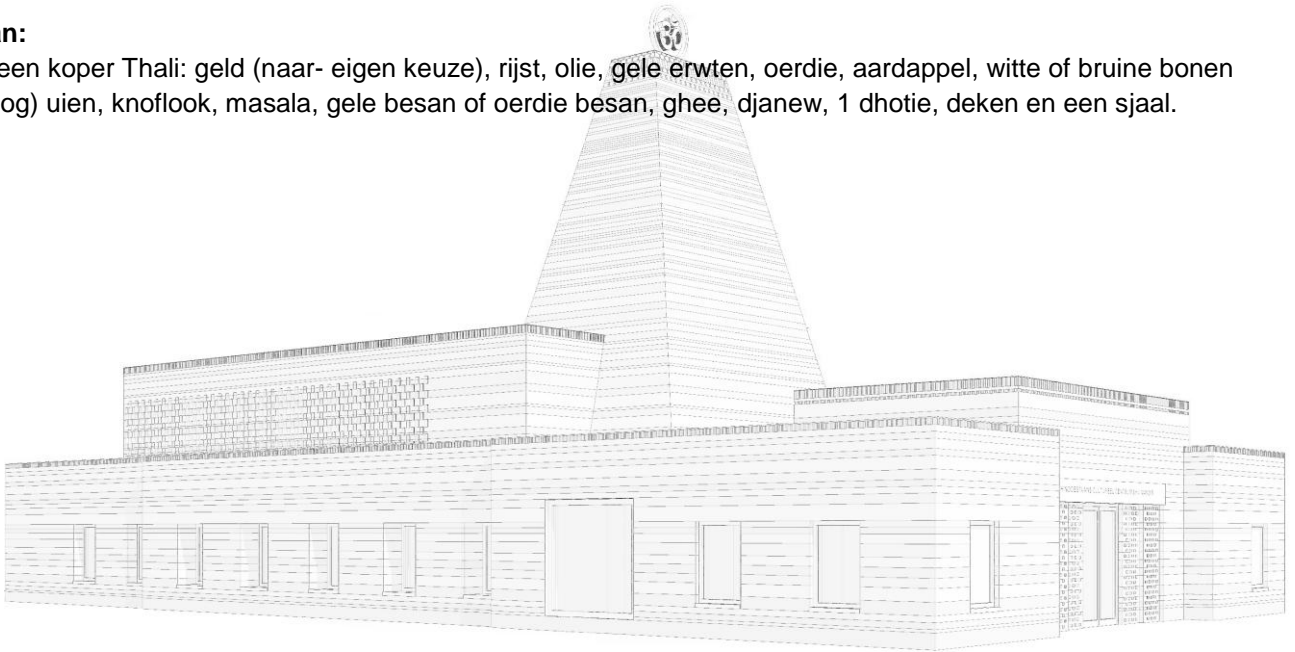 an:
een koper Thali: geld (naar- eigen keuze), rijst, olie, gele erwten, oerdie, aardappel, witte of bruine bonen
oog) uien, knoflook, masala, gele besan of oerdie besan, ghee, djanew, 1 dhotie, deken en een sjaal.
ॐ